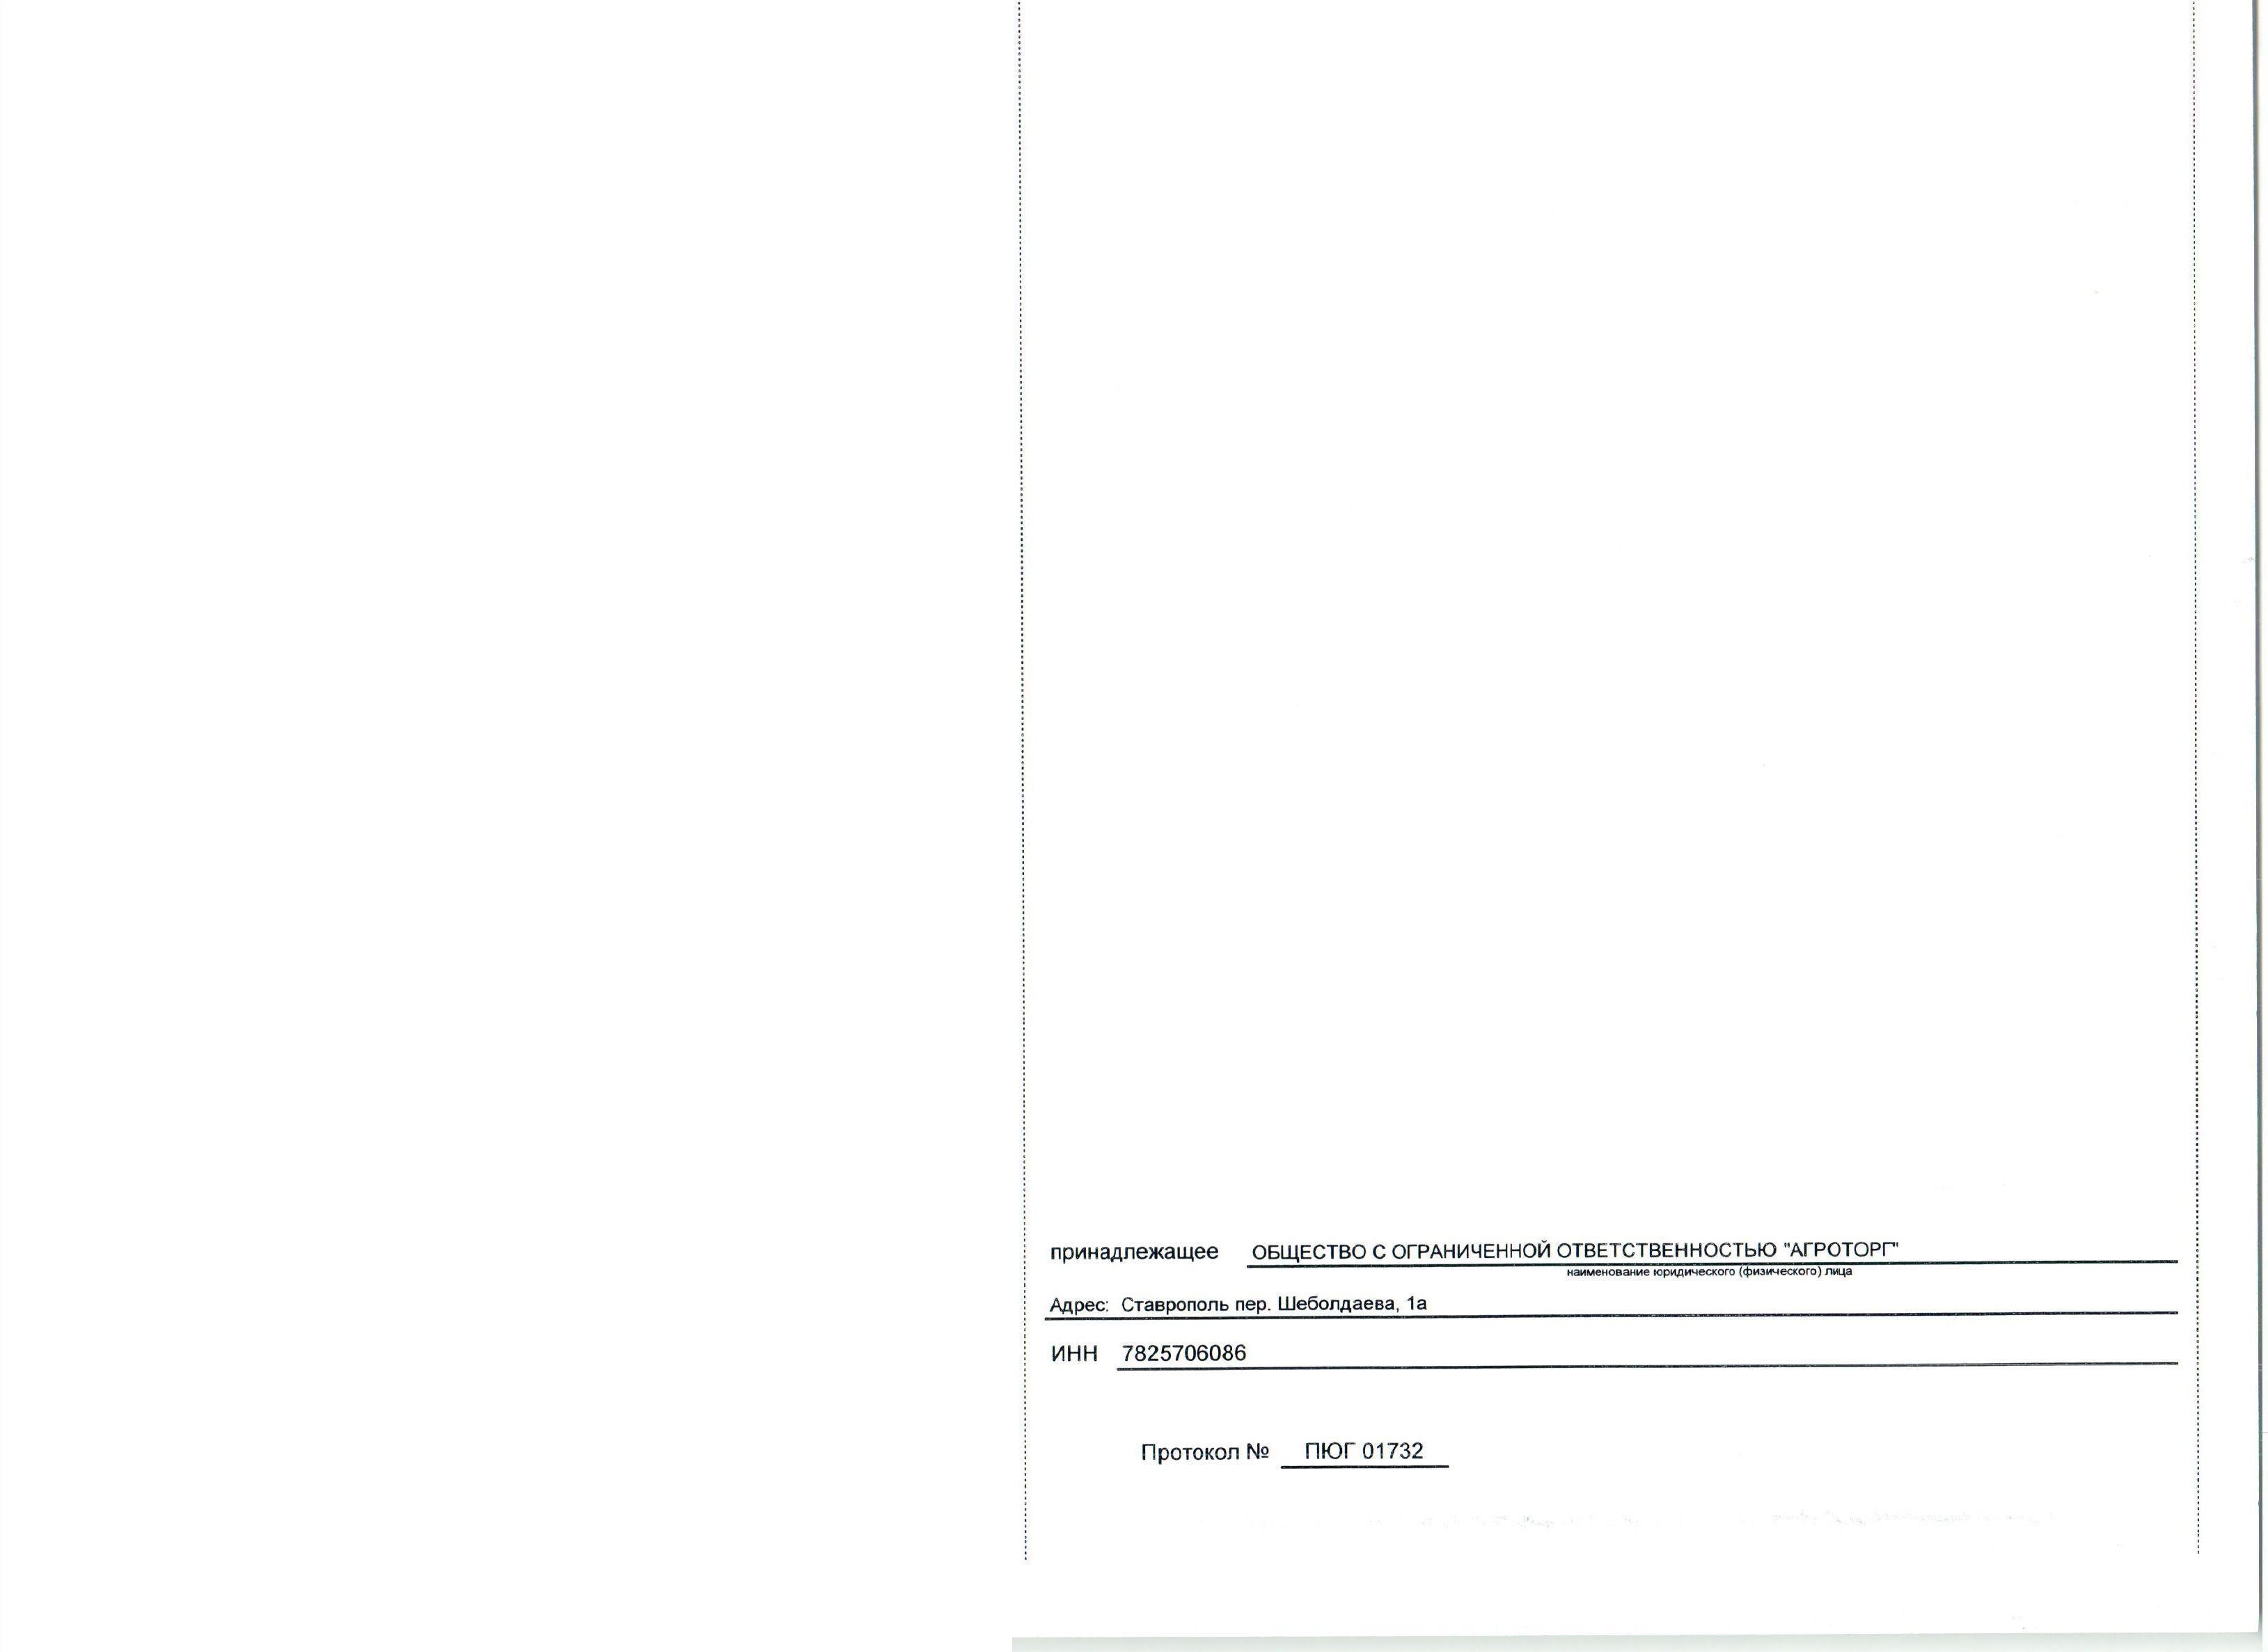 принадлежащее ОБЩЕСТВО С ОГРАНИЧЕННОЙ ОТВЕТСТВЕННОСТЬЮ "АГРОТОРГ"
наименование юридического (физического) лица
Адрес: Ставрополь пер. Шеболдаева, 1а
ИНН 7825706086
Протокол № ПЮГ 01732